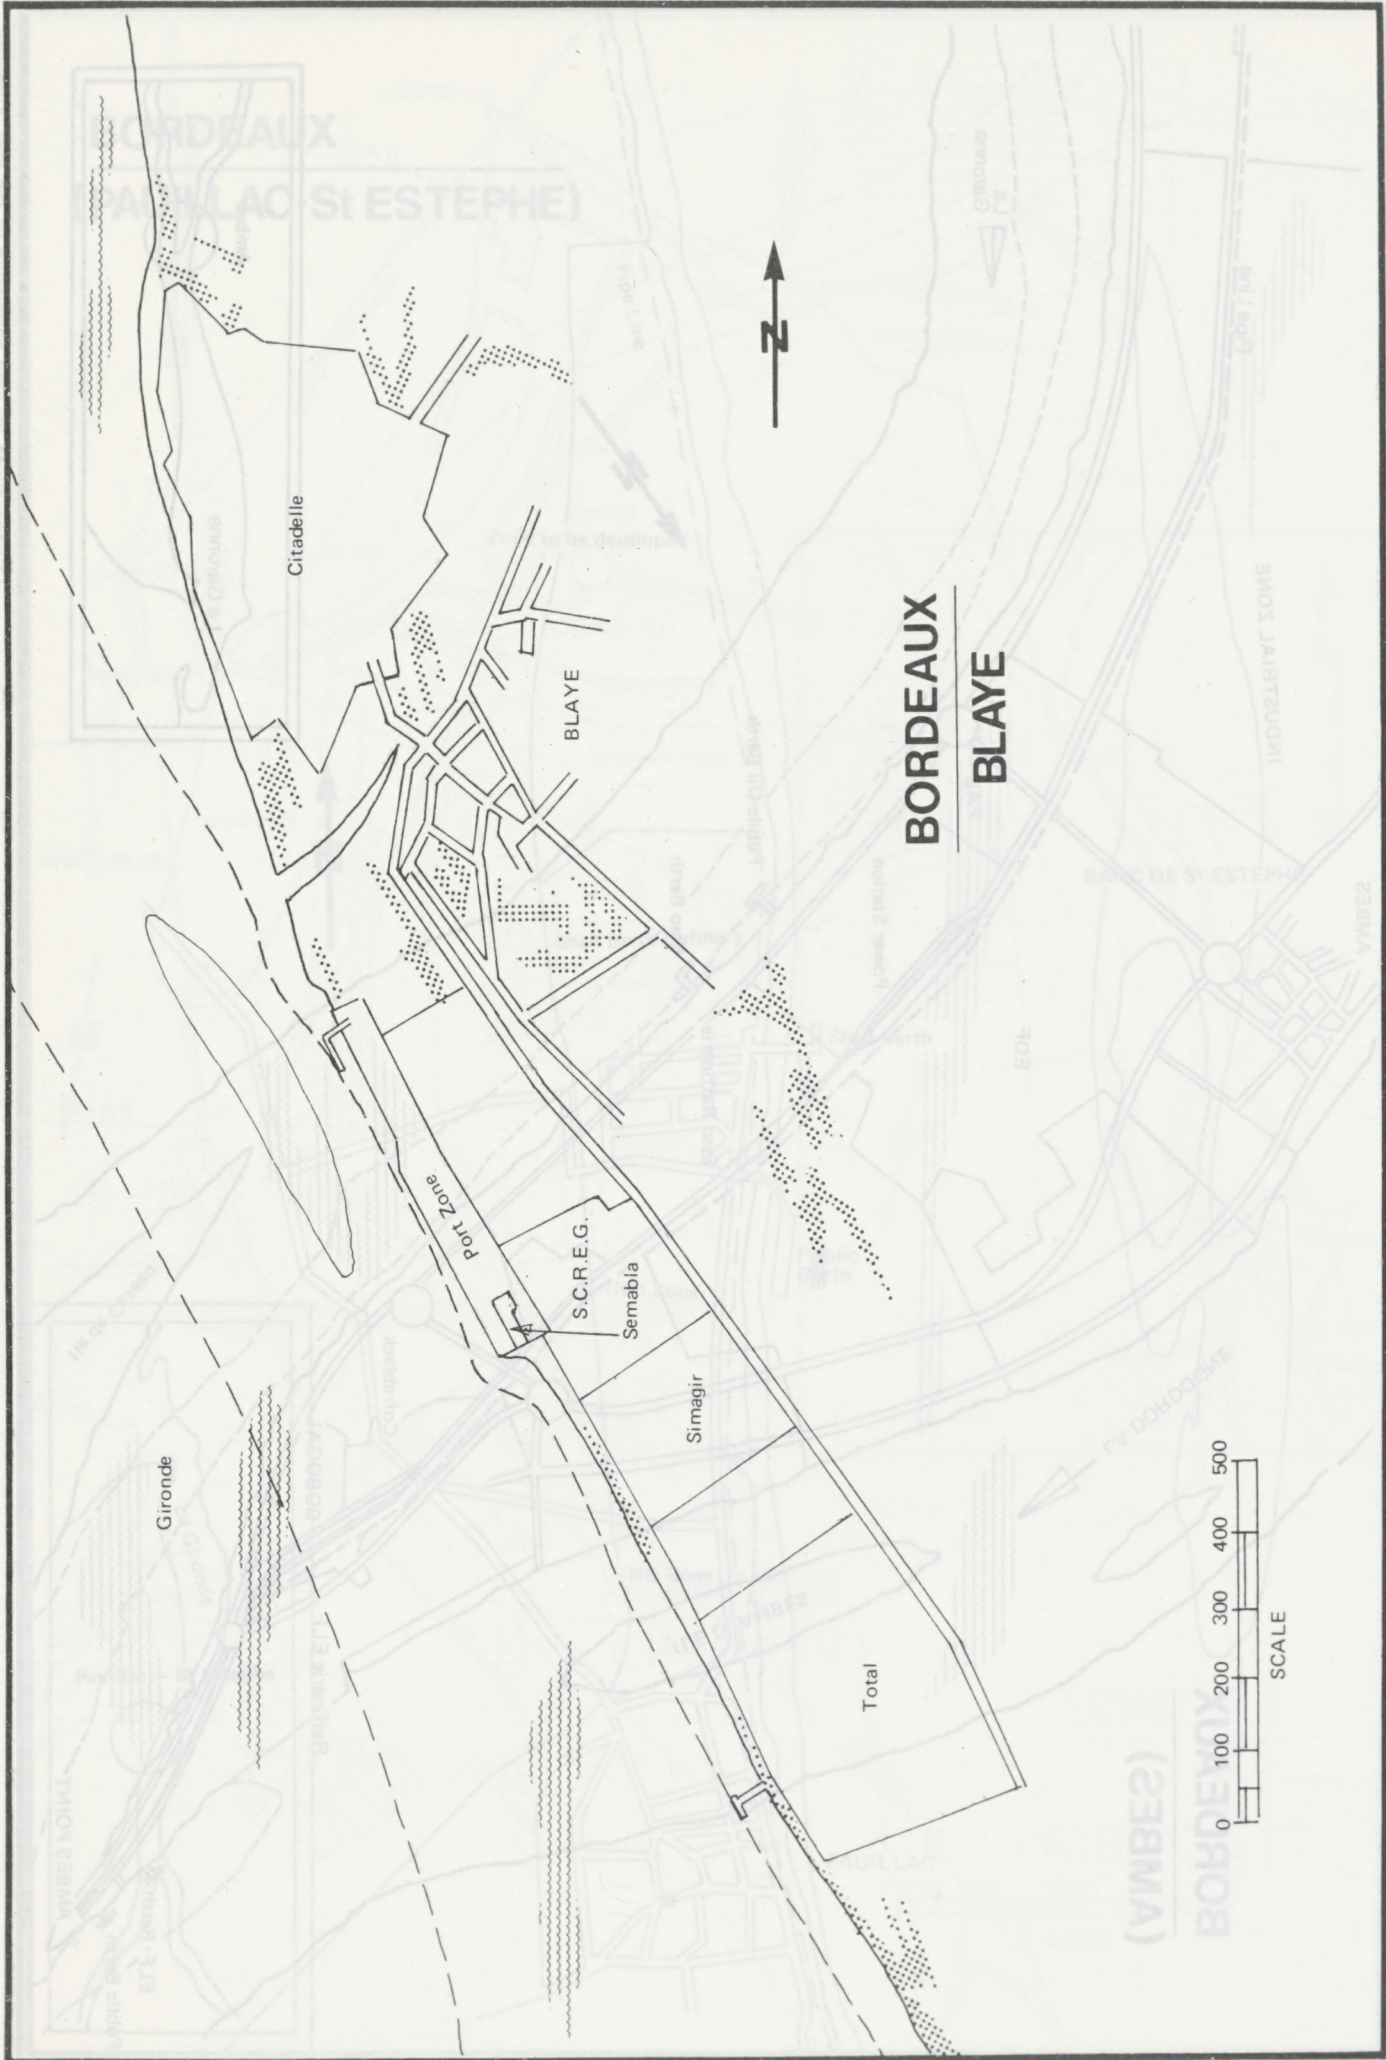 BORDEAUX
BLAYE
N
Citadelle
BLAYE
Port Zone
S.C.R.E.G.
Semabla
Simagir
Total
Gironde
0 100 200 300 400 500
SCALE